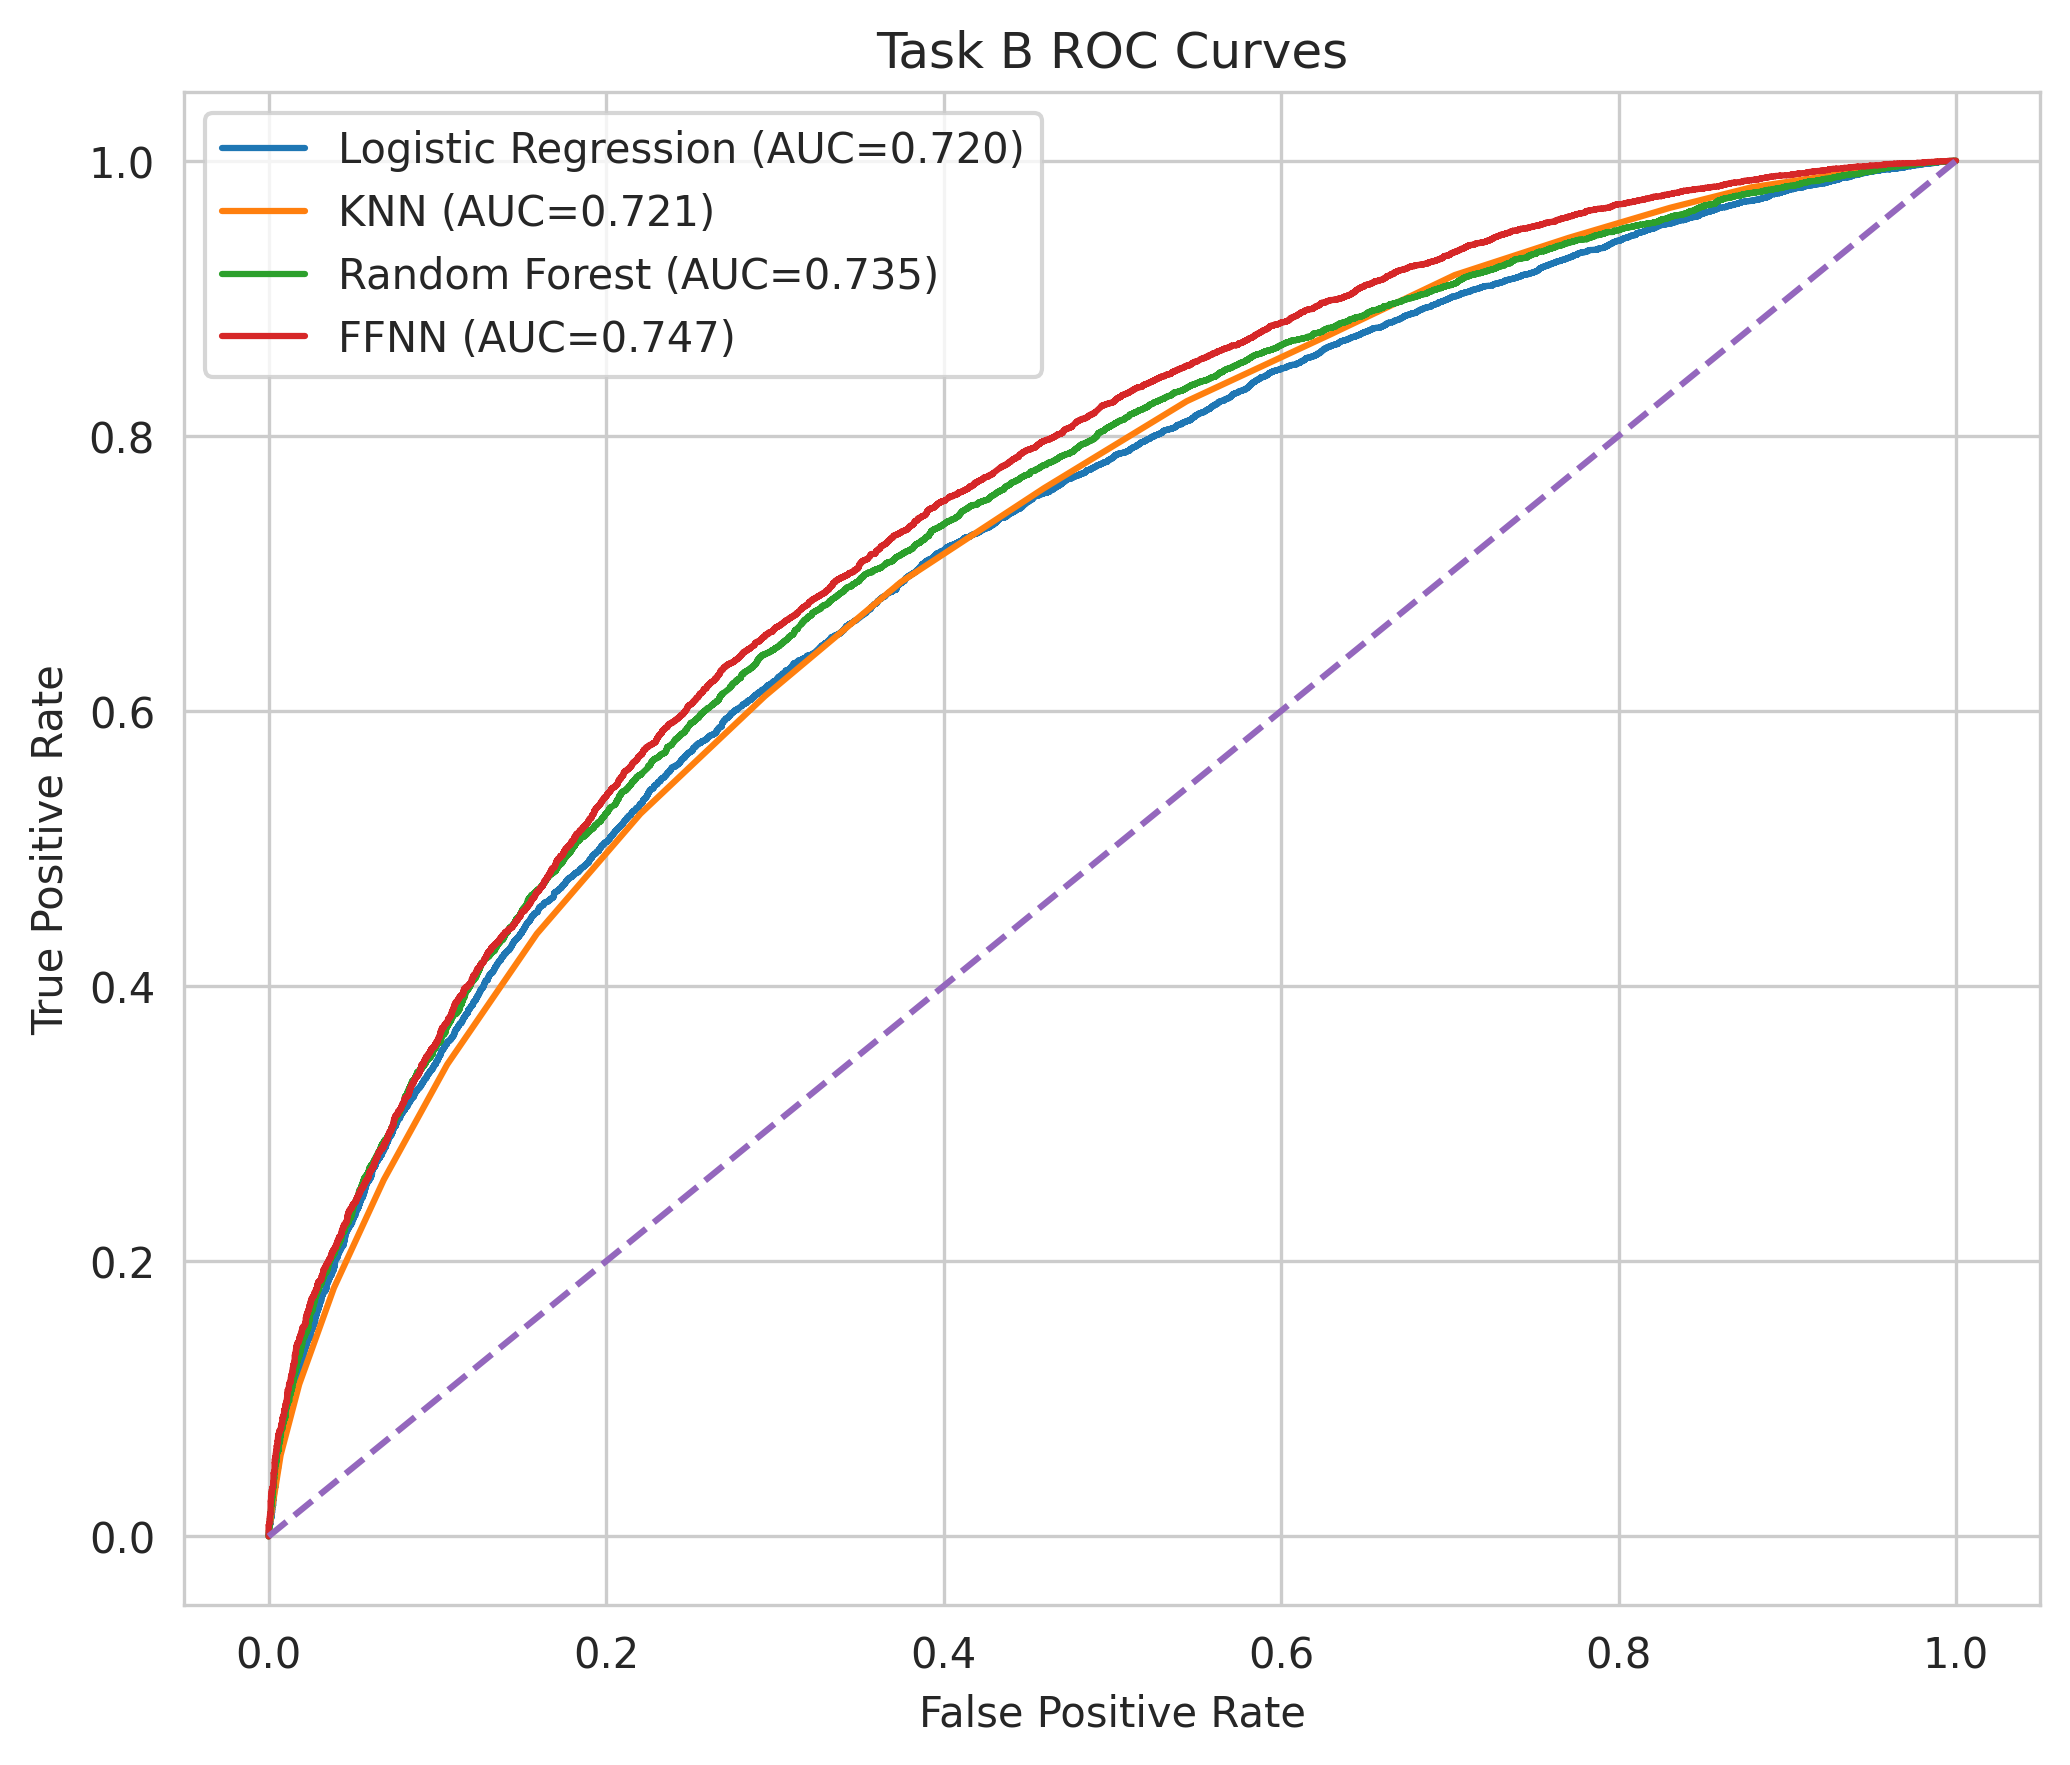 Task B ROC Curves
Logistic Regression (AUC=0.720)
KNN (AUC=0.721)
Random Forest (AUC=0.735)
FFNN (AUC=0.747)
True Positive Rate
1.0
0.8
0.6
0.4
0.2
0.0
0.0 0.2 0.4 0.6 0.8 1.0
False Positive Rate